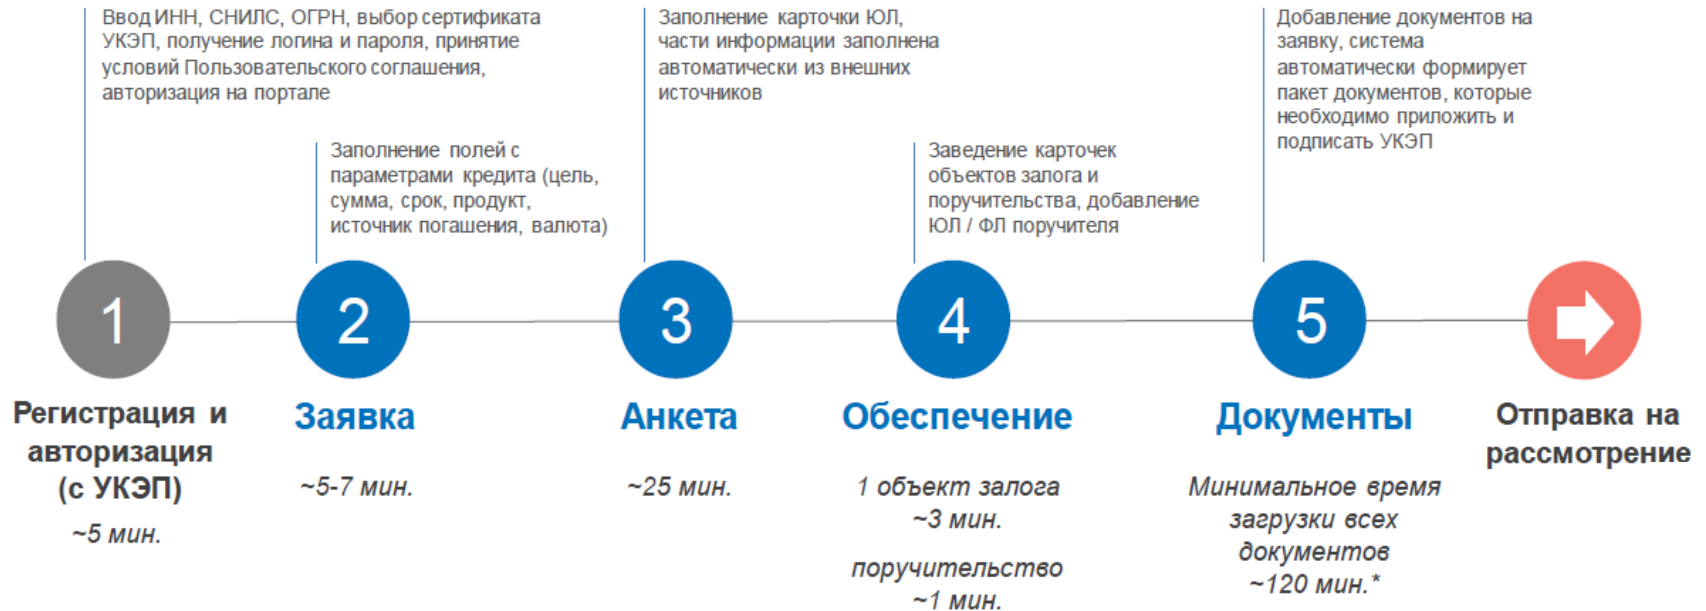 Ввод ИНН, СНИЛС, ОГРН, выбор сертификата
УКЭП, получение логина и пароля, принятие
условий Пользовательского соглашения,
авторизация на портале
Заполнение полей с
параметрами кредита (цель,
сумма, срок, продукт,
источник погашения, валюта)
Заполнение карточки ЮЛ,
части информации заполнена
автоматически из внешних
источников
Заведение карточек
объектов залога и
поручительства, добавление
ЮЛ / ФЛ поручителя
Добавление документов на
заявку, система
автоматически формирует
пакет документов, которые
необходимо приложить и
подписать УКЭП
1
2
3
4
5
Регистрация и
авторизация
(с УКЭП)
~5 мин.
Заявка
~5-7 мин.
Анкета
~25 мин.
Обеспечение
1 объект залога
~3 мин.
поручительство
~1 мин.
Документы
Минимальное время
загрузки всех
документов
~120 мин.*
Отправка на
рассмотрение